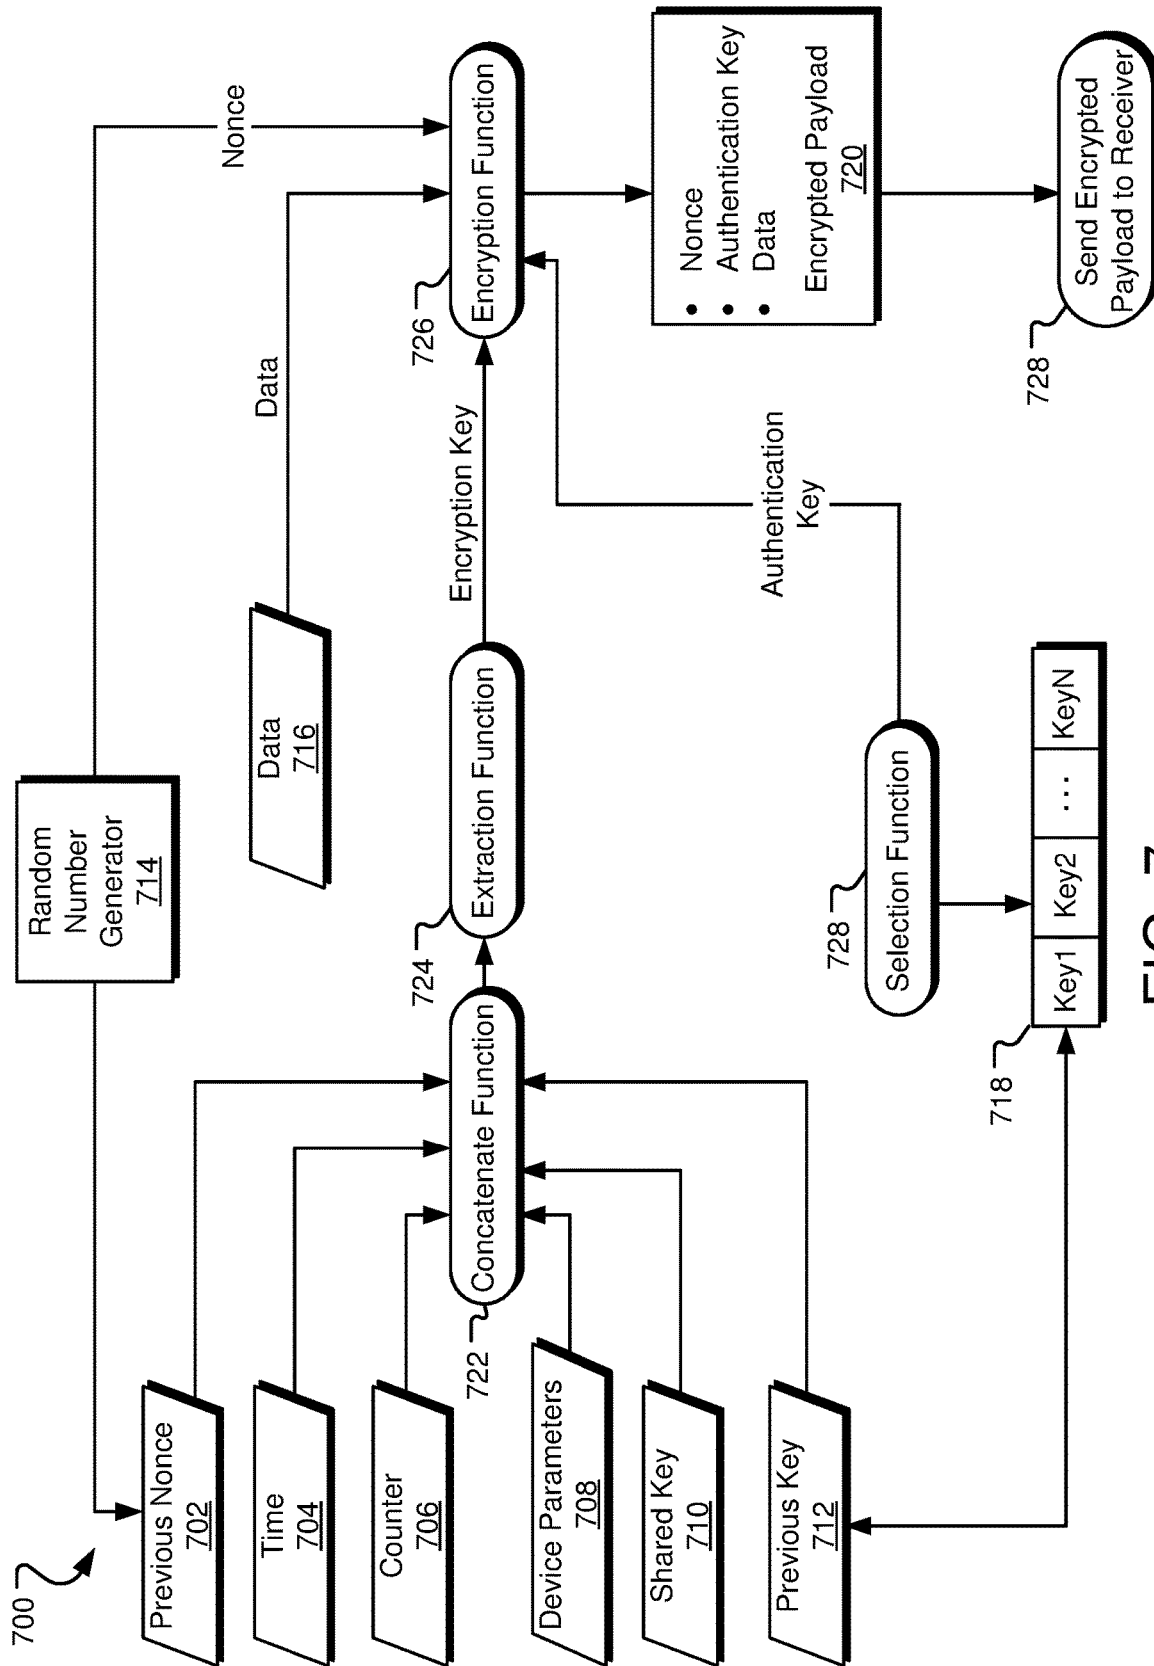 700
Random
Number
Generator
714
Nonce
Previous Nonce
702
Time
704
Counter
706
Device Parameters
708
Shared Key
710
Previous Key
712
Data
716
Data
722
Concatenate Function
724
Extraction Function
Encryption Key
726
Encryption Function
Authentication
Key
728
Selection Function
718
Key1
Key2
...
KeyN
• Nonce
• Authentication Key
• Data
Encrypted Payload
720
728
Send Encrypted
Payload to Receiver
FIG. 7